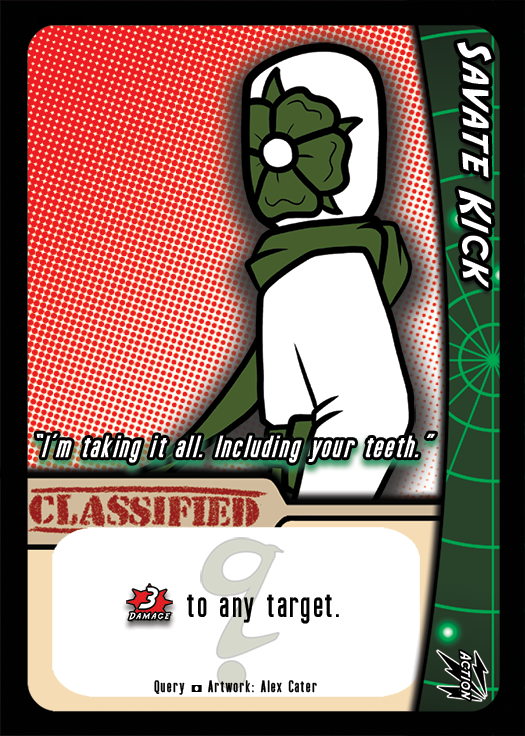 SAVATE KICK
"I'm taking it all. Including your teeth."
CLASSIFIED
3 DAMAGE to any target.
q
Query Artwork: Alex Cater
ACTION